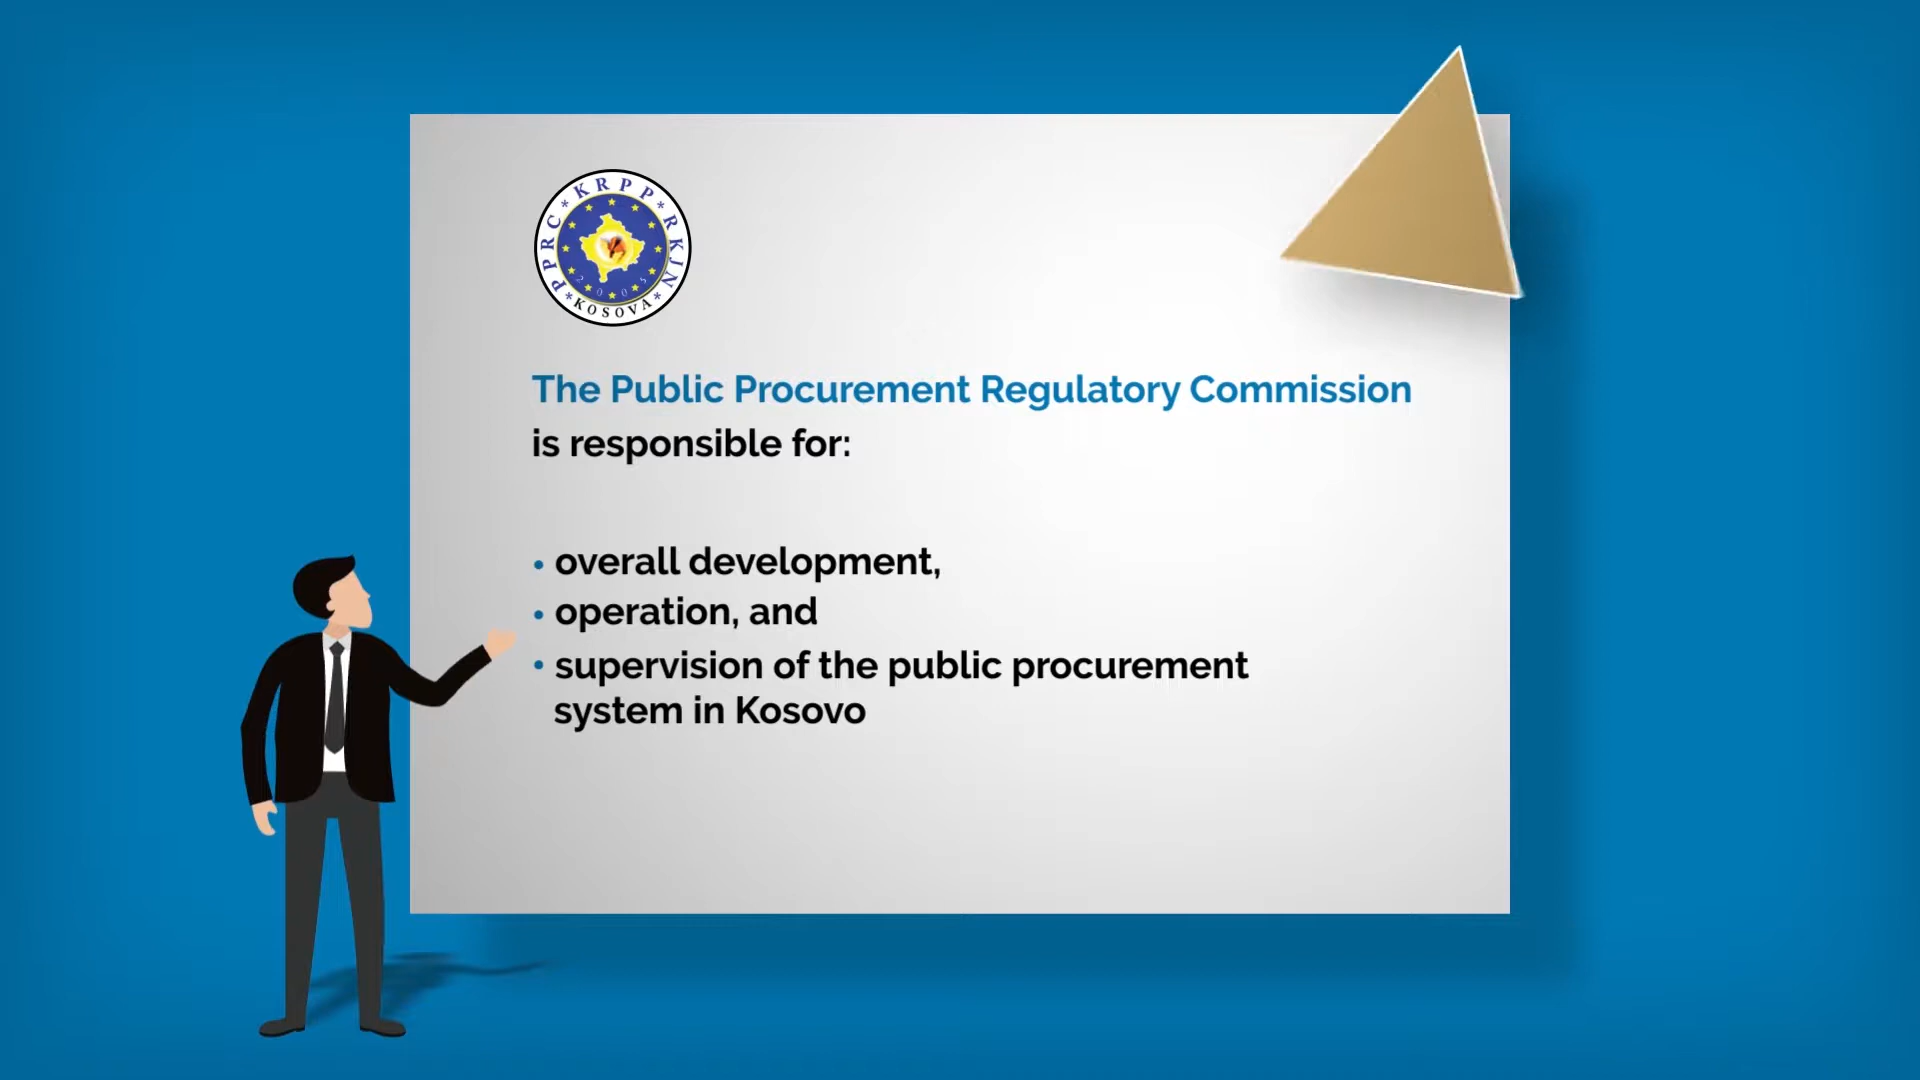 PPRC * KRPP * RKJN * KOSOVA *
2005
The Public Procurement Regulatory Commission
is responsible for:
• overall development,
• operation, and
• supervision of the public procurement
system in Kosovo